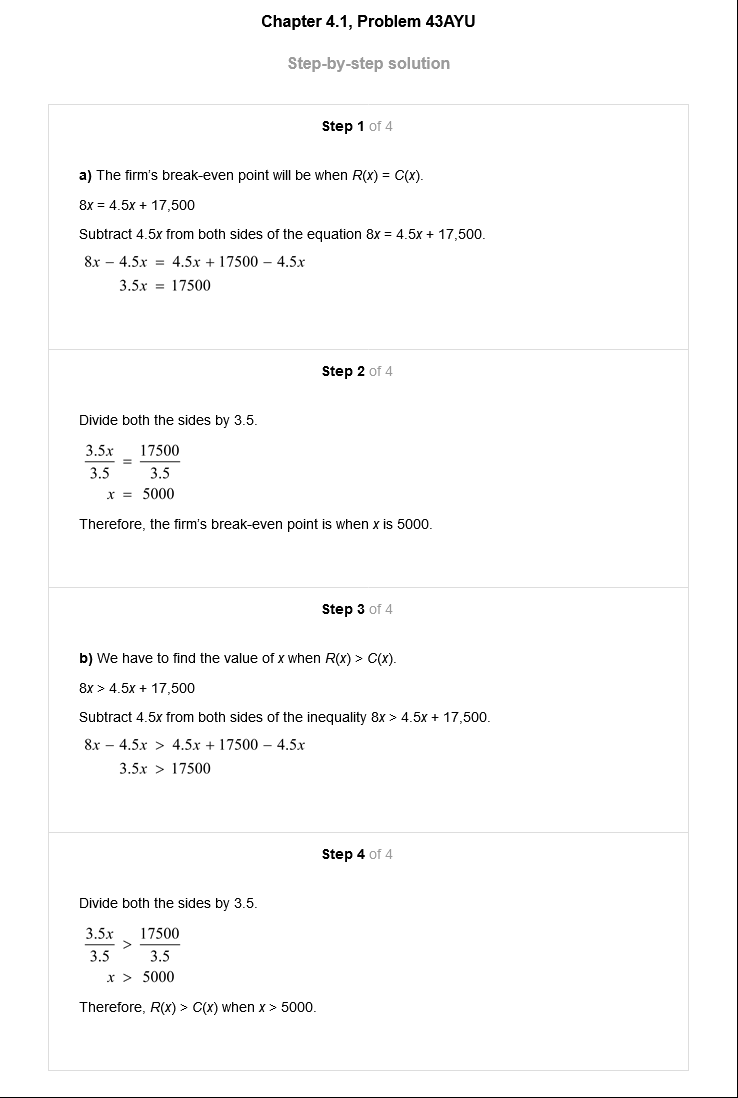 Chapter 4.1, Problem 43AYU
Step-by-step solution
Step 1 of 4
a) The firm's break-even point will be when R(x) = C(x).
8x = 4.5x + 17,500
Subtract 4.5x from both sides of the equation 8x = 4.5x + 17,500.
8x − 4.5x = 4.5x + 17500 − 4.5x
3.5x = 17500
Step 2 of 4
Divide both the sides by 3.5.
3.5x/3.5 = 17500/3.5
x = 5000
Therefore, the firm's break-even point is when x is 5000.
Step 3 of 4
b) We have to find the value of x when R(x) > C(x).
8x > 4.5x + 17,500
Subtract 4.5x from both sides of the inequality 8x > 4.5x + 17,500.
8x − 4.5x > 4.5x + 17500 − 4.5x
3.5x > 17500
Step 4 of 4
Divide both the sides by 3.5.
3.5x/3.5 > 17500/3.5
x > 5000
Therefore, R(x) > C(x) when x > 5000.